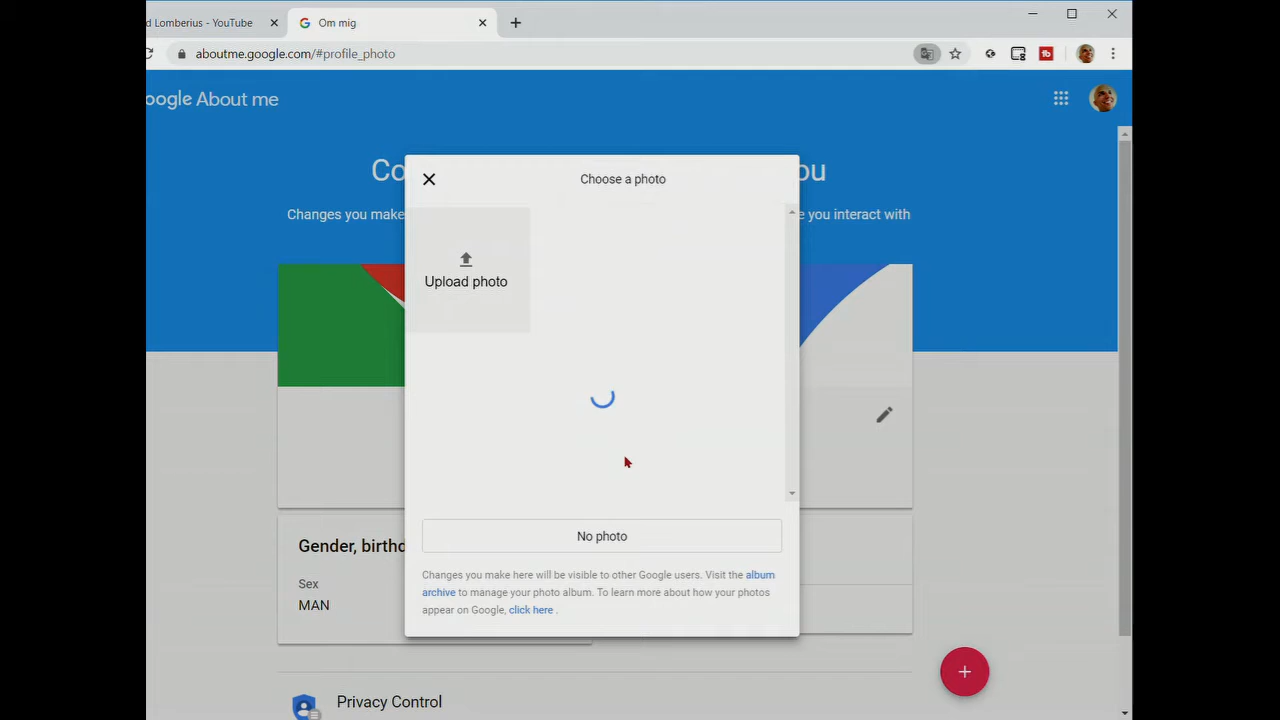 d Lomberius - YouTube
Om mig
aboutme.google.com/#profile_photo
oogle About me
Co
ou
Choose a photo
Changes you make
e you interact with
Upload photo
No photo
Changes you make here will be visible to other Google users. Visit the album
archive to manage your photo album. To learn more about how your photos
appear on Google, click here .
Gender, birthd
Sex
MAN
+
Privacy Control